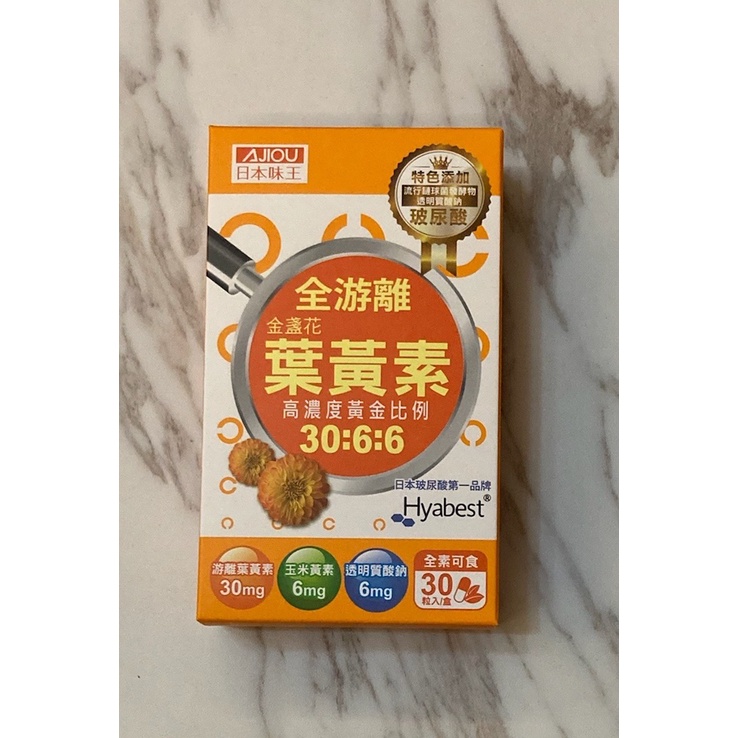 AJIOU
日本味王
特色添加
流行鏈球菌發酵物
透明質酸鈉
玻尿酸
全游離
金盞花
葉黃素
高濃度黃金比例
30:6:6
日本玻尿酸第一品牌
Hyabest®
游離葉黃素
30mg
玉米黃素
6mg
透明質酸鈉
6mg
全素可食
30
粒入/盒